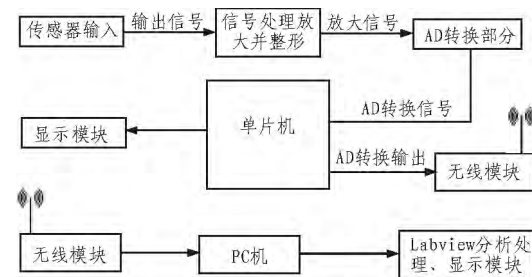 传感器输入
输出信号
信号处理放
大并整形
放大信号
AD转换部分
AD转换信号
单片机
显示模块
AD转换输出
无线模块
无线模块
PC机
Labview分析处
理、显示模块